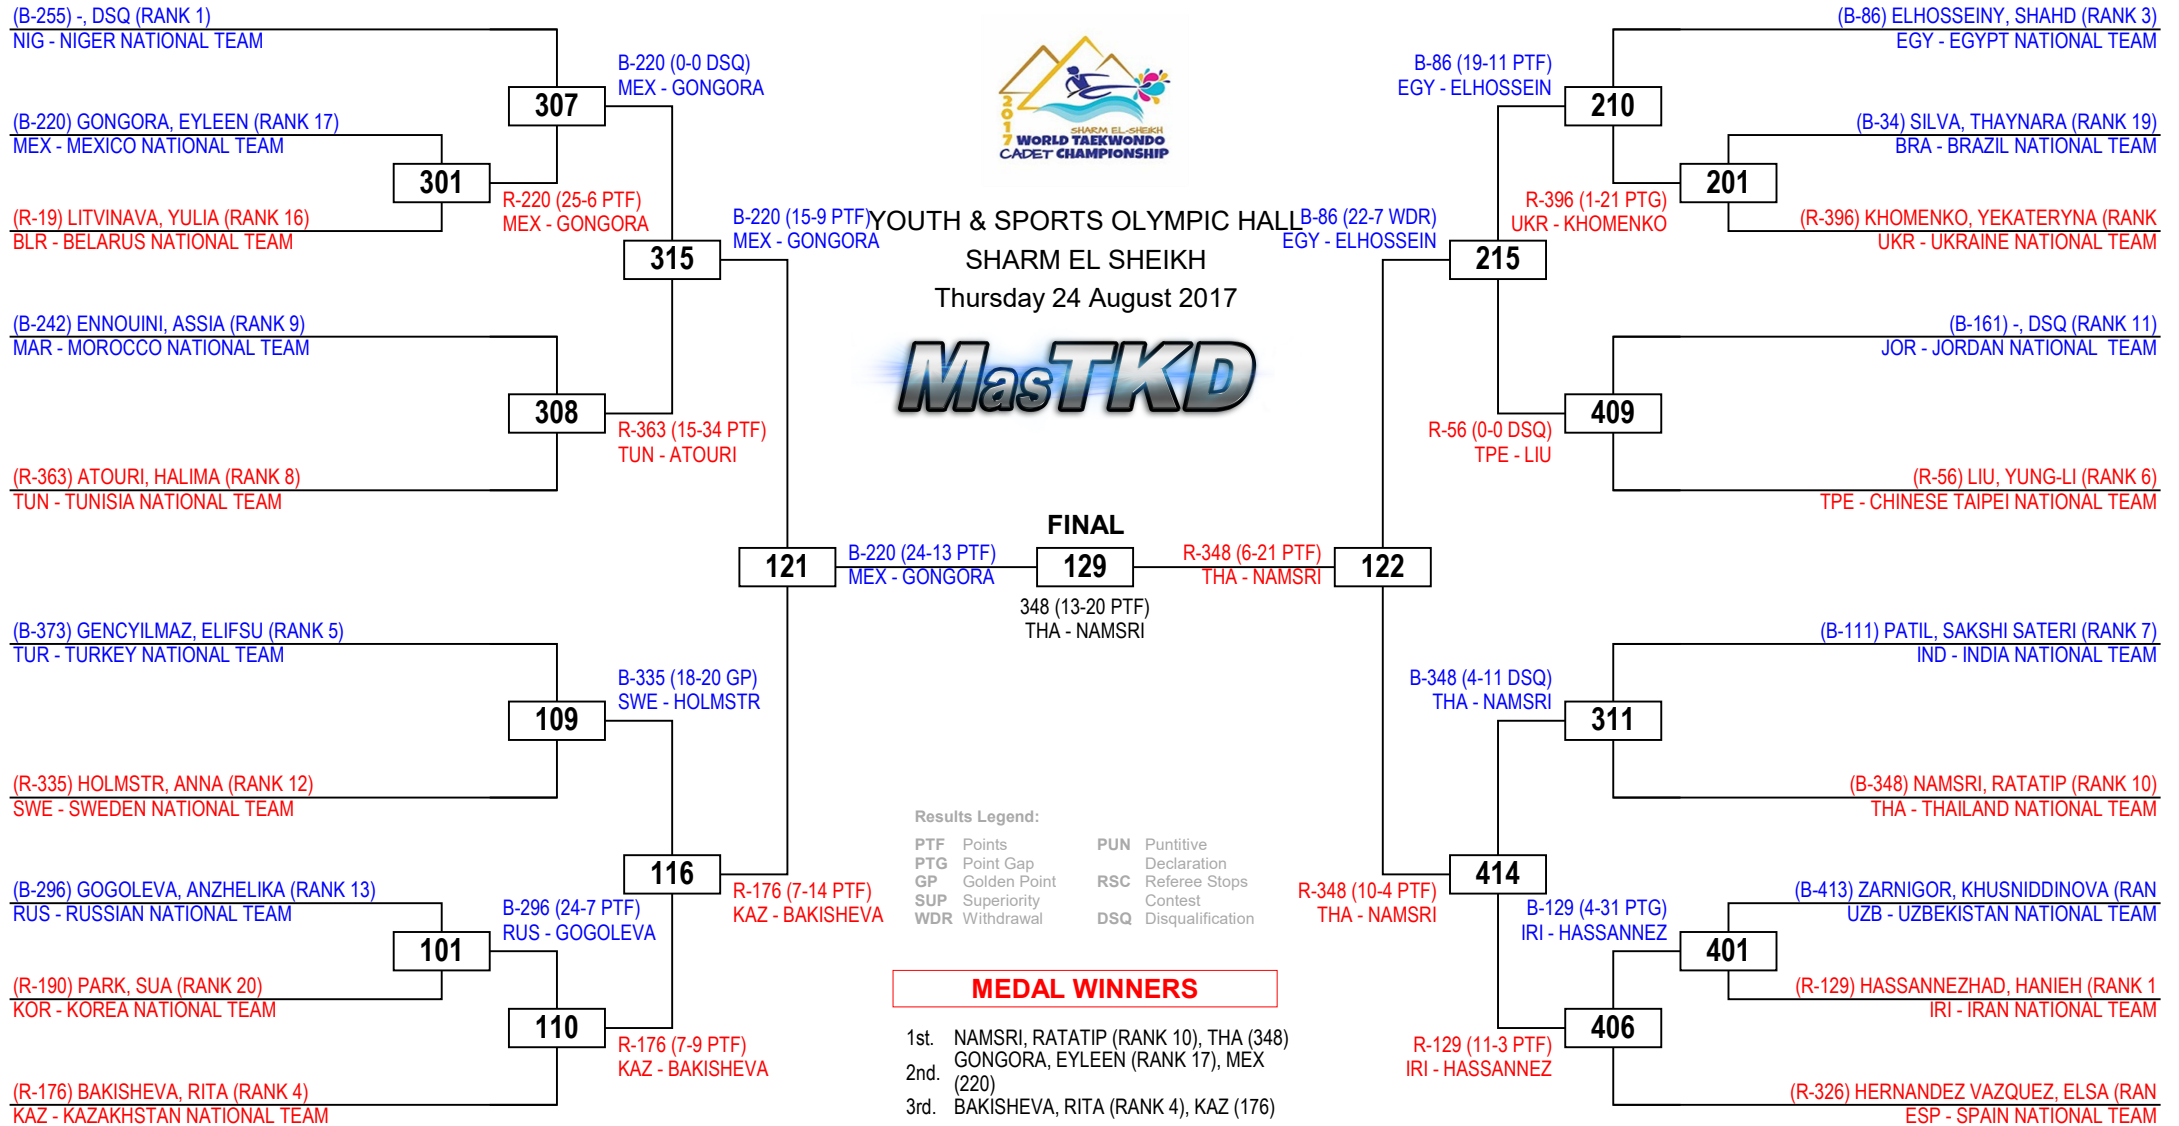 (B-255) -, DSQ (RANK 1)
NIG - NIGER NATIONAL TEAM
(B-220) GONGORA, EYLEEN (RANK 17)
MEX - MEXICO NATIONAL TEAM
(R-19) LITVINAVA, YULIA (RANK 16)
BLR - BELARUS NATIONAL TEAM
(B-242) ENNOUINI, ASSIA (RANK 9)
MAR - MOROCCO NATIONAL TEAM
(R-363) ATOURI, HALIMA (RANK 8)
TUN - TUNISIA NATIONAL TEAM
(B-373) GENCYILMAZ, ELIFSU (RANK 5)
TUR - TURKEY NATIONAL TEAM
(R-335) HOLMSTR, ANNA (RANK 12)
SWE - SWEDEN NATIONAL TEAM
(B-296) GOGOLEVA, ANZHELIKA (RANK 13)
RUS - RUSSIAN NATIONAL TEAM
(R-190) PARK, SUA (RANK 20)
KOR - KOREA NATIONAL TEAM
(R-176) BAKISHEVA, RITA (RANK 4)
KAZ - KAZAKHSTAN NATIONAL TEAM
301
101
R-220 (25-6 PTF)
MEX - GONGORA
B-296 (24-7 PTF)
RUS - GOGOLEVA
307
308
109
110
B-220 (0-0 DSQ)
MEX - GONGORA
R-363 (15-34 PTF)
TUN - ATOURI
B-335 (18-20 GP)
SWE - HOLMSTR
R-176 (7-9 PTF)
KAZ - BAKISHEVA
315
116
B-220 (15-9 PTF)
MEX - GONGORA
R-176 (7-14 PTF)
KAZ - BAKISHEVA
121
B-220 (24-13 PTF)
MEX - GONGORA
2017
SHARM EL-SHEIKH
WORLD TAEKWONDO
CADET CHAMPIONSHIP
YOUTH & SPORTS OLYMPIC HALL
SHARM EL SHEIKH
Thursday 24 August 2017
MasTKD
FINAL
129
348 (13-20 PTF)
THA - NAMSRI
R-348 (6-21 PTF)
THA - NAMSRI
122
B-86 (22-7 WDR)
EGY - ELHOSSEIN
R-348 (10-4 PTF)
THA - NAMSRI
215
414
B-86 (19-11 PTF)
EGY - ELHOSSEIN
R-56 (0-0 DSQ)
TPE - LIU
B-348 (4-11 DSQ)
THA - NAMSRI
R-129 (11-3 PTF)
IRI - HASSANNEZ
210
409
311
406
R-396 (1-21 PTG)
UKR - KHOMENKO
B-129 (4-31 PTG)
IRI - HASSANNEZ
201
401
(B-86) ELHOSSEINY, SHAHD (RANK 3)
EGY - EGYPT NATIONAL TEAM
(B-34) SILVA, THAYNARA (RANK 19)
BRA - BRAZIL NATIONAL TEAM
(R-396) KHOMENKO, YEKATERYNA (RANK
UKR - UKRAINE NATIONAL TEAM
(B-161) -, DSQ (RANK 11)
JOR - JORDAN NATIONAL TEAM
(R-56) LIU, YUNG-LI (RANK 6)
TPE - CHINESE TAIPEI NATIONAL TEAM
(B-111) PATIL, SAKSHI SATERI (RANK 7)
IND - INDIA NATIONAL TEAM
(B-348) NAMSRI, RATATIP (RANK 10)
THA - THAILAND NATIONAL TEAM
(B-413) ZARNIGOR, KHUSNIDDINOVA (RAN
UZB - UZBEKISTAN NATIONAL TEAM
(R-129) HASSANNEZHAD, HANIEH (RANK 1
IRI - IRAN NATIONAL TEAM
(R-326) HERNANDEZ VAZQUEZ, ELSA (RAN
ESP - SPAIN NATIONAL TEAM
Results Legend:
PTF Points
PTG Point Gap
GP Golden Point
SUP Superiority
WDR Withdrawal
PUN Puntitive
Declaration
RSC Referee Stops
Contest
DSQ Disqualification
MEDAL WINNERS
1st. NAMSRI, RATATIP (RANK 10), THA (348)
2nd. GONGORA, EYLEEN (RANK 17), MEX
(220)
3rd. BAKISHEVA, RITA (RANK 4), KAZ (176)